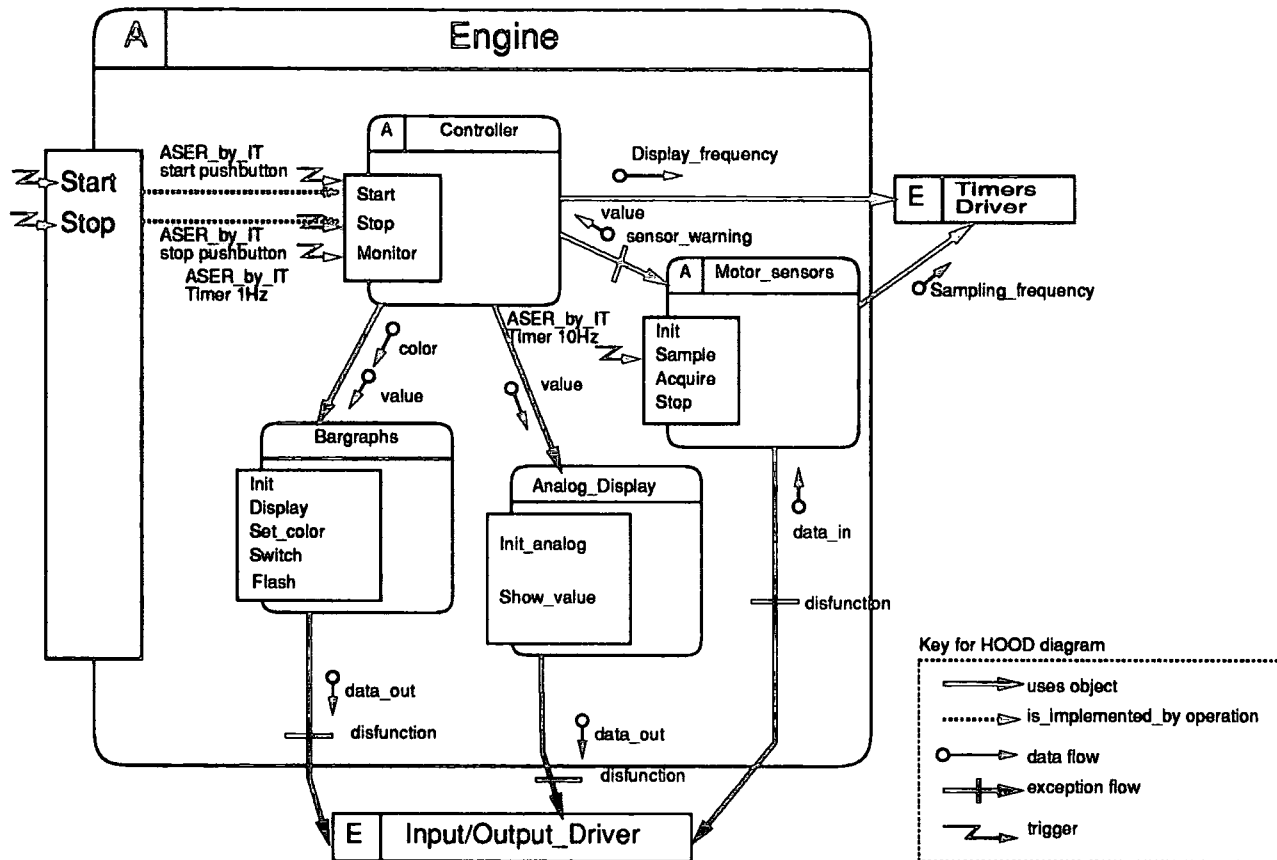 A
Engine
A
Controller
ASER_by_IT
start pushbutton
Start
Stop
ASER_by_IT
stop pushbutton
ASER_by_IT
Timer 1Hz
Start
Stop
Monitor
Display_frequency
E
Timers
Driver
value
sensor_warning
A
Motor_sensors
Sampling_frequency
ASER_by_IT
Timer 10Hz
Init
Sample
Acquire
Stop
color
value
value
Bargraphs
Init
Display
Set_color
Switch
Flash
Analog_Display
Init_analog
Show_value
data_in
disfunction
data_out
disfunction
data_out
disfunction
E
Input/Output_Driver
Key for HOOD diagram
uses object
is_implemented_by operation
data flow
exception flow
trigger